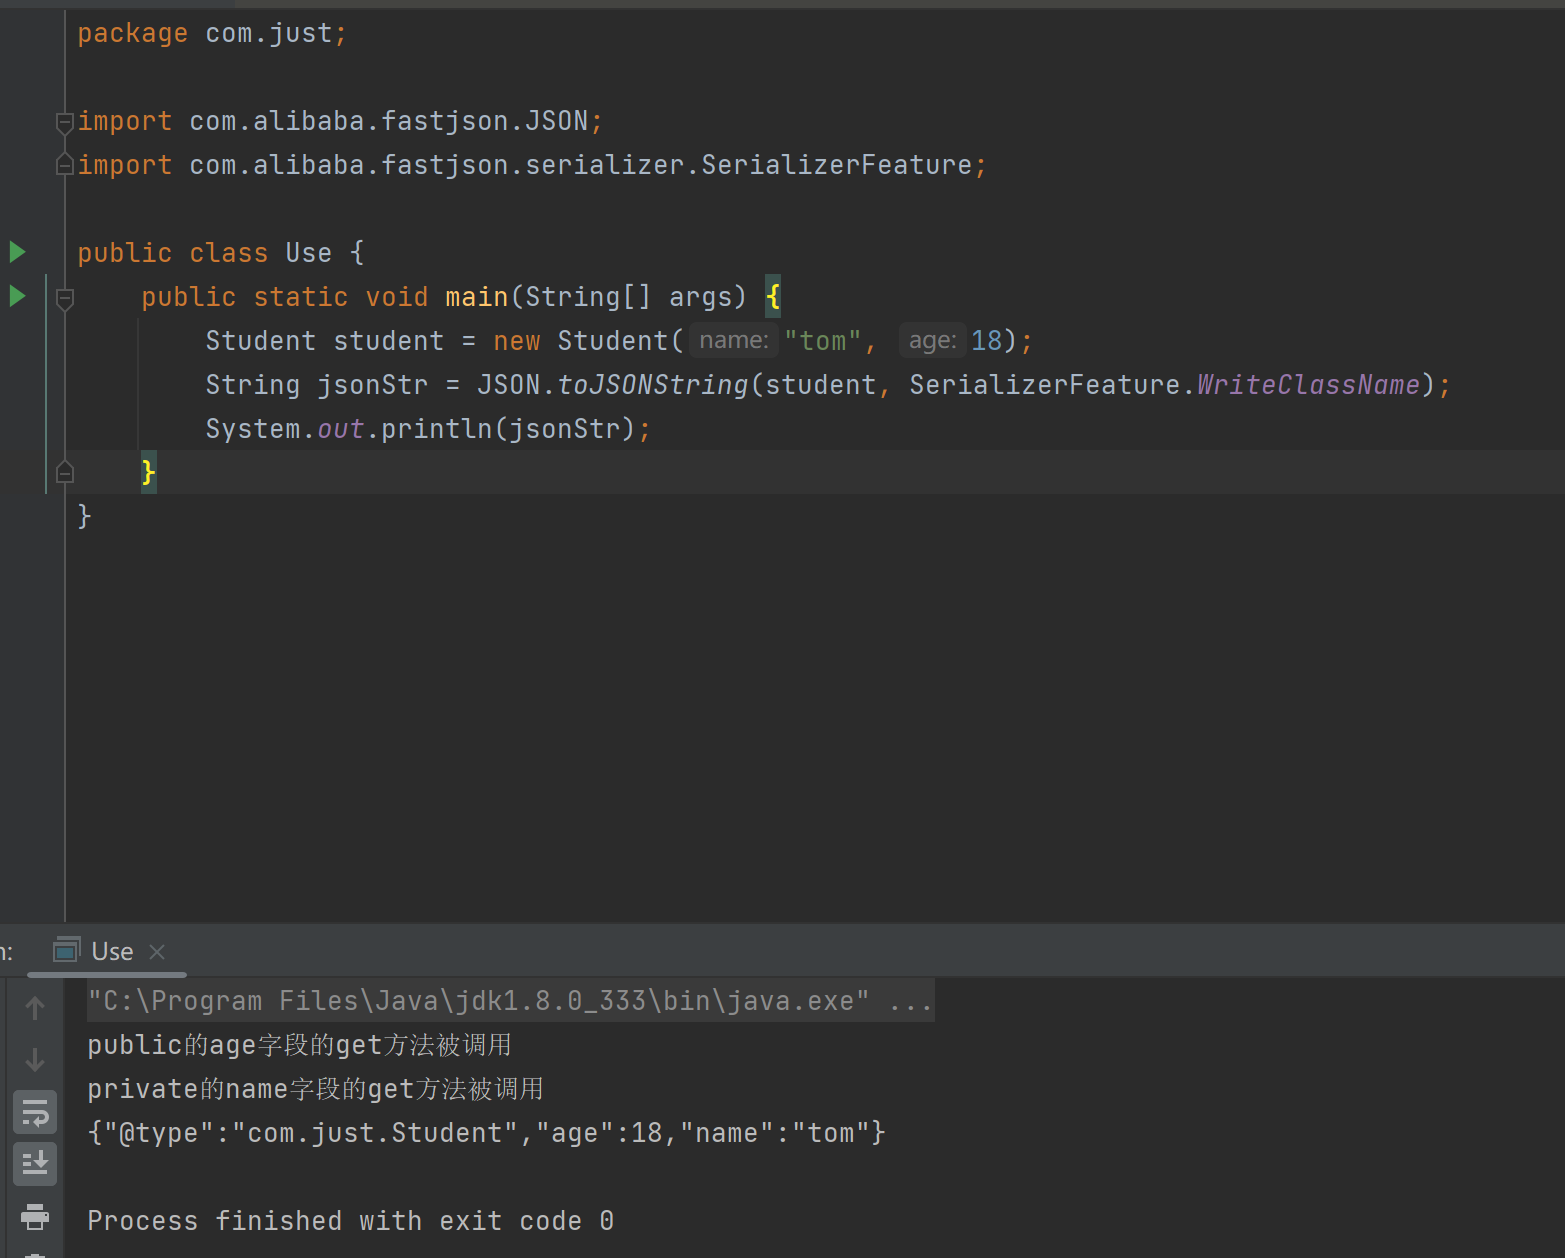 package com.just;
import com.alibaba.fastjson.JSON;
import com.alibaba.fastjson.serializer.SerializerFeature;
public class Use {
public static void main(String[] args) {
Student student = new Student( name: "tom", age: 18);
String jsonStr = JSON.toJSONString(student, SerializerFeature.WriteClassName);
System.out.println(jsonStr);
}
}
n: Use
"C:\Program Files\Java\jdk1.8.0_333\bin\java.exe" ...
public的age字段的get方法被调用
private的name字段的get方法被调用
{"@type":"com.just.Student","age":18,"name":"tom"}
Process finished with exit code 0